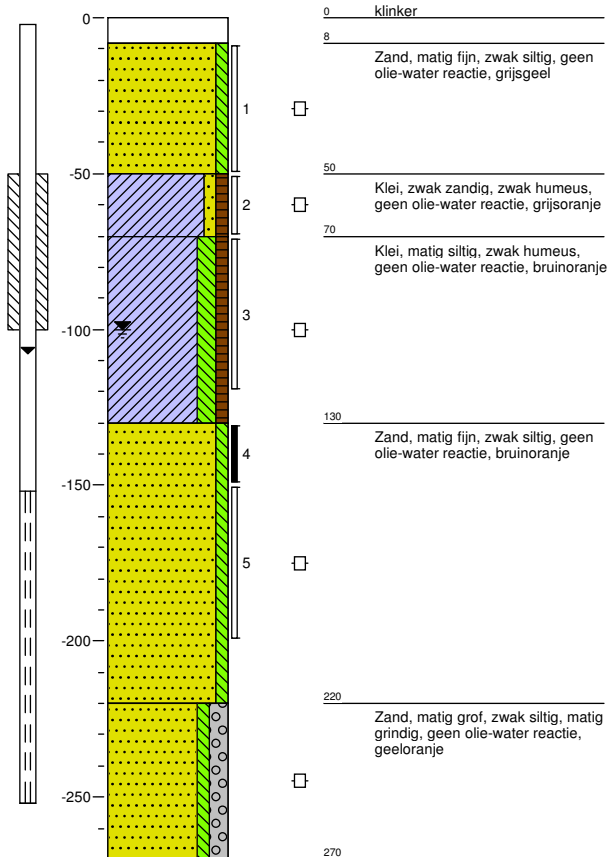 0 klinker
0
8
Zand, matig fijn, zwak siltig, geen
olie-water reactie, grijsgeel
1
-50
50
Klei, zwak zandig, zwak humeus,
geen olie-water reactie, grijsoranje
2
70
Klei, matig siltig, zwak humeus,
geen olie-water reactie, bruinoranje
3
-100
130
Zand, matig fijn, zwak siltig, geen
olie-water reactie, bruinoranje
4
-150
5
-200
220
Zand, matig grof, zwak siltig, matig
grindig, geen olie-water reactie,
geeloranje
-250
270